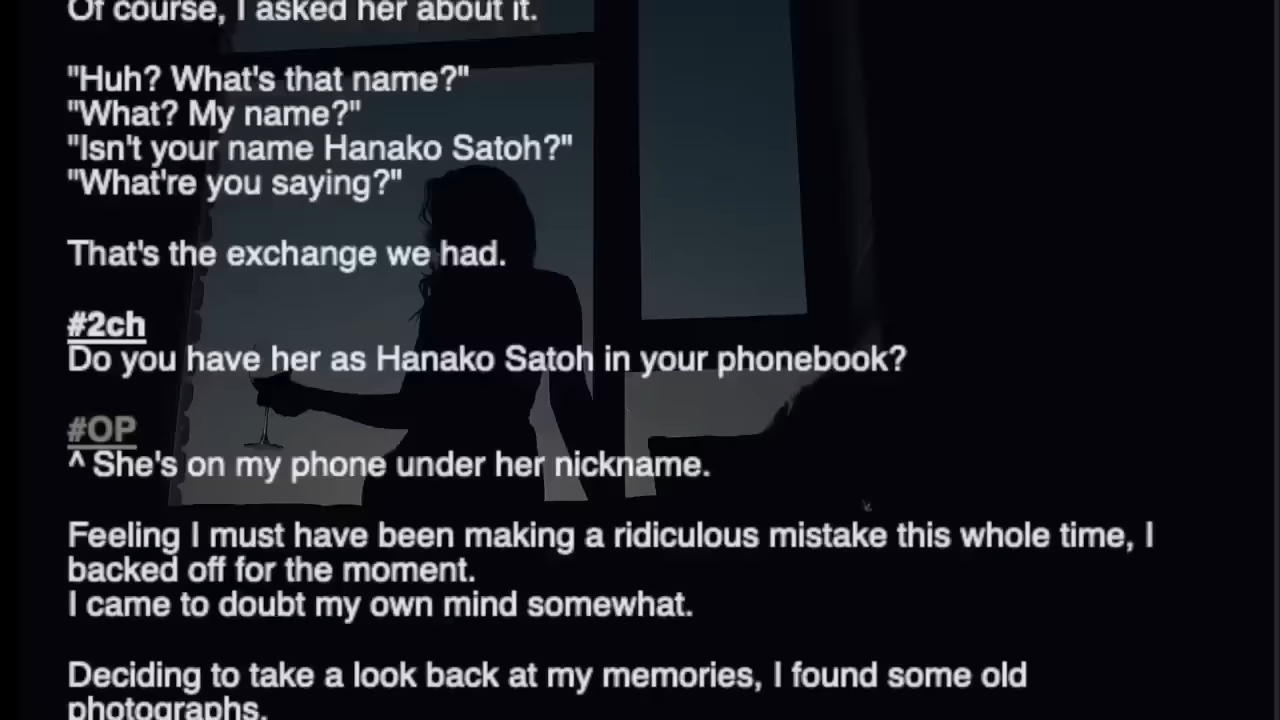 Of course, I asked her about it.
"Huh? What's that name?"
"What? My name?"
"Isn't your name Hanako Satoh?"
"What're you saying?"
That's the exchange we had.
#2ch
Do you have her as Hanako Satoh in your phonebook?
#OP
^ She's on my phone under her nickname.
Feeling I must have been making a ridiculous mistake this whole time, I
backed off for the moment.
I came to doubt my own mind somewhat.
Deciding to take a look back at my memories, I found some old
photographs.